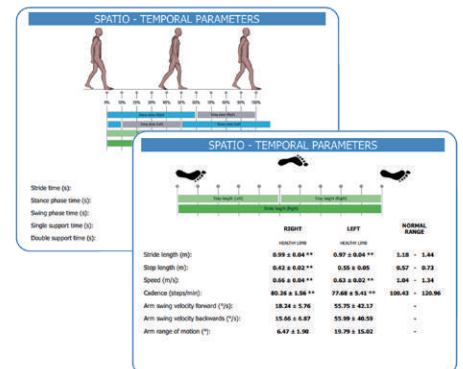 SPATIO - TEMPORAL PARAMETERS
0% 10% 20% 30% 40% 50% 60% 70% 80% 90% 100%
Stride time (s):
Stance phase time (s):
Swing phase time (s):
Single support time (s):
Double support time (s):
SPATIO - TEMPORAL PARAMETERS
Step length (Left) Step length (Right)
Stride length (Right)
RIGHT LEFT NORMAL RANGE
HEALTHY LIMB HEALTHY LIMB
Stride length (m): 0.99 ± 0.04 ** 0.97 ± 0.04 ** 1.18 - 1.44
Step length (m): 0.42 ± 0.02 ** 0.55 ± 0.05 0.57 - 0.73
Speed (m/s): 0.66 ± 0.04 ** 0.63 ± 0.02 ** 1.04 - 1.34
Cadence (steps/min): 80.26 ± 1.56 ** 77.68 ± 5.41 ** 100.43 - 120.96
Arm swing velocity forward (°/s): 18.24 ± 5.76 55.75 ± 42.17 -
Arm swing velocity backwards (°/s): 15.66 ± 6.87 55.99 ± 40.59 -
Arm range of motion (°): 6.47 ± 1.90 19.79 ± 15.02 -